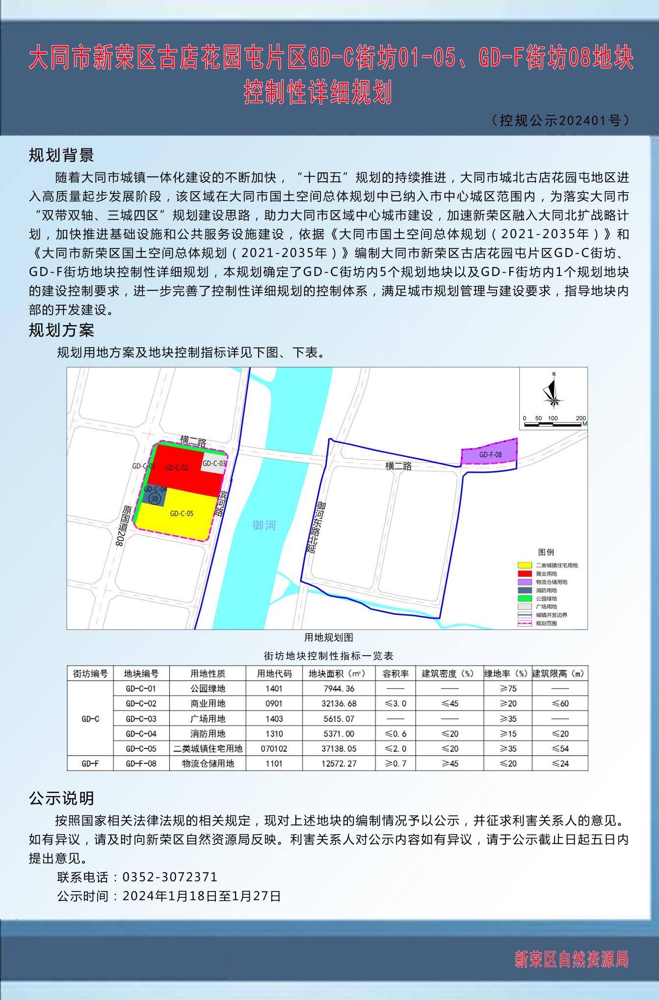 大同市新荣区古店花园屯片区GD-C街坊01-05、GD-F街坊08地块
控制性详细规划
（控规公示202401号）
规划背景
随着大同市城镇一体化建设的不断加快，“十四五”规划的持续推进，大同市城北古店花园屯地区进
入高质量起步发展阶段，该区域在大同市国土空间总体规划中已纳入市中心城区范围内，为落实大同市
“双带双轴、三城四区”规划建设思路，助力大同市区域中心城市建设，加速新荣区融入大同北扩战略计
划，加快推进基础设施和公共服务设施建设，依据《大同市国土空间总体规划（2021-2035年）》和
《大同市新荣区国土空间总体规划（2021-2035年）》编制大同市新荣区古店花园屯片区GD-C街坊、
GD-F街坊地块控制性详细规划，本规划确定了GD-C街坊内5个规划地块以及GD-F街坊内1个规划地块
的建设控制要求，进一步完善了控制性详细规划的控制体系，满足城市规划管理与建设要求，指导地块内
部的开发建设。
规划方案
规划用地方案及地块控制指标详见下图、下表。
N
0 50 100 200
M
横二路
GD-C-01
GD-C-02
GD-C-03
GD-C-04
消
GD-C-05
原国道208
滨河路
御河
御河东路北延
横二路
GD-F-08
图例
二类城镇住宅用地
商业用地
物流仓储用地
消防用地
公园绿地
广场用地
城镇开发边界
规划范围
用地规划图
街坊地块控制性指标一览表
街坊编号 地块编号 用地性质 用地代码 地块面积（㎡） 容积率 建筑密度（%） 绿地率（%） 建筑限高（m）
GD-C
GD-C-01 公园绿地 1401 7944.36 —— —— ≥75 ——
GD-C-02 商业用地 0901 32136.68 ≤3.0 ≤45 ≥20 ≤60
GD-C-03 广场用地 1403 5615.07 —— —— ≥35 ——
GD-C-04 消防用地 1310 5371.00 ≤0.6 ≤20 ≥15 ≤20
GD-C-05 二类城镇住宅用地 070102 37138.05 ≤2.0 ≤20 ≥35 ≤54
GD-F GD-F-08 物流仓储用地 1101 12572.27 ≥0.7 ≥45 ≤20 ≤24
公示说明
按照国家相关法律法规的相关规定，现对上述地块的编制情况予以公示，并征求利害关系人的意见。
如有异议，请及时向新荣区自然资源局反映。利害关系人对公示内容如有异议，请于公示截止日起五日内
提出意见。
联系电话：0352-3072371
公示时间：2024年1月18日至1月27日
新荣区自然资源局